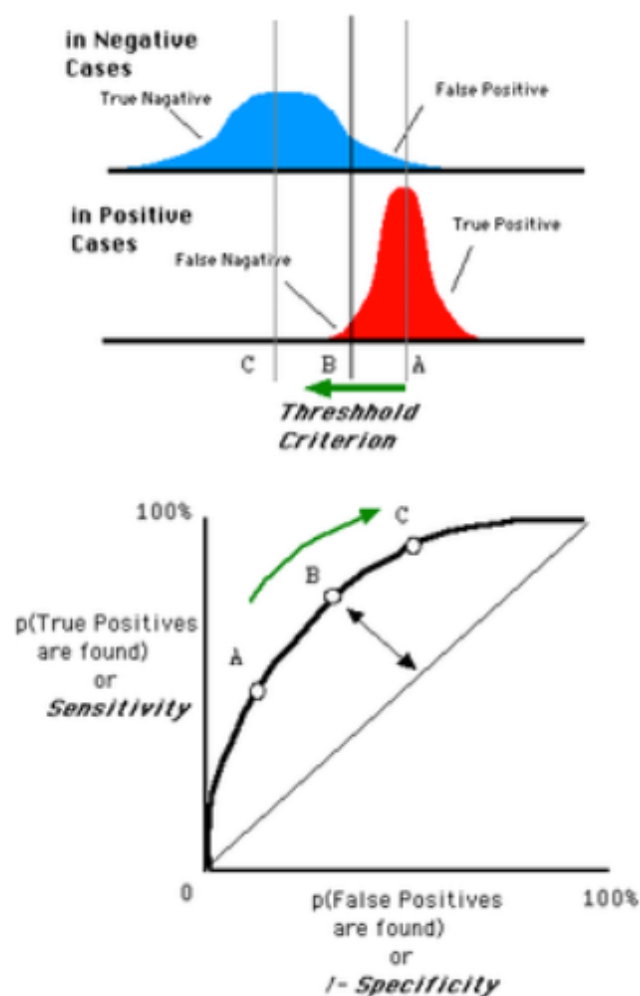 in Negative
Cases
True Nagative
False Positive
in Positive
Cases
True Positive
False Nagative
C
B
A
Threshhold
Criterion
100%
C
B
p(True Positives
are found)
or
Sensitivity
A
0
p(False Positives
are found)
or
1- Specificity
100%